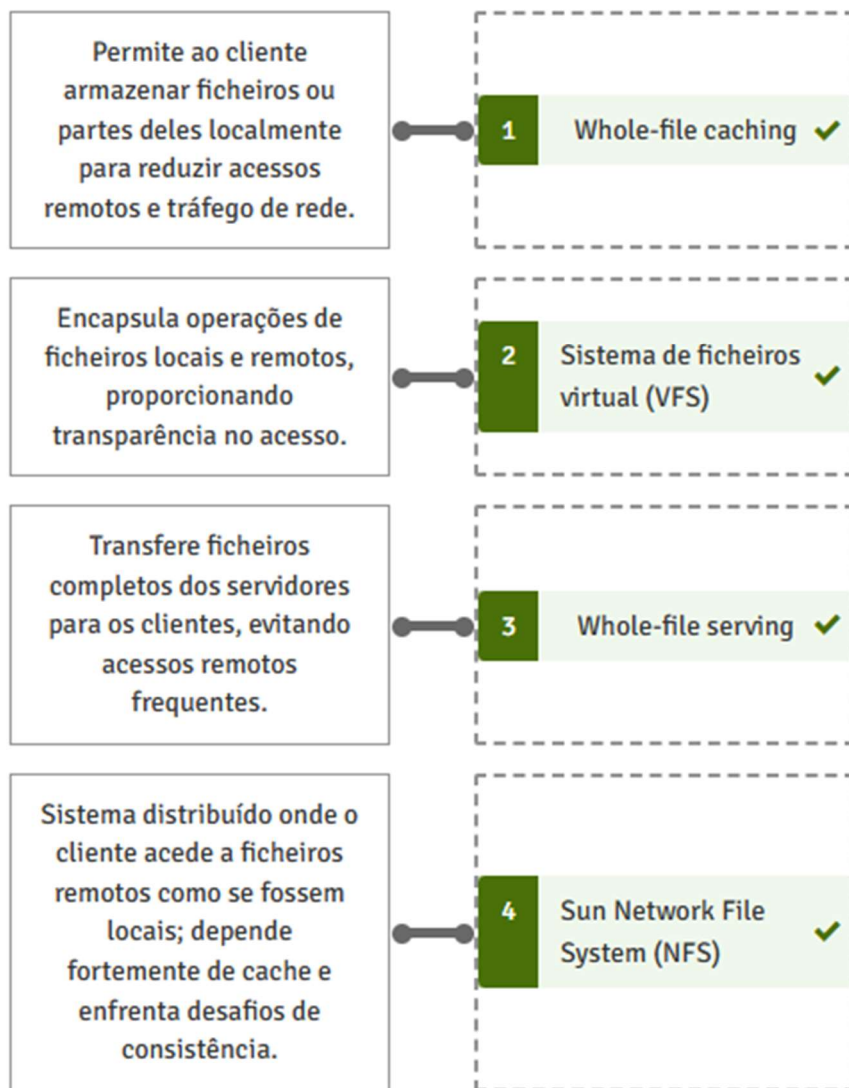 Permite ao cliente
armazenar ficheiros ou
partes deles localmente
para reduzir acessos
remotos e tráfego de rede.
1 Whole-file caching
Encapsula operações de
ficheiros locais e remotos,
proporcionando
transparência no acesso.
2 Sistema de ficheiros
virtual (VFS)
Transfere ficheiros
completos dos servidores
para os clientes, evitando
acessos remotos
frequentes.
3 Whole-file serving
Sistema distribuído onde o
cliente acede a ficheiros
remotos como se fossem
locais; depende
fortemente de cache e
enfrenta desafios de
consistência.
4 Sun Network File
System (NFS)